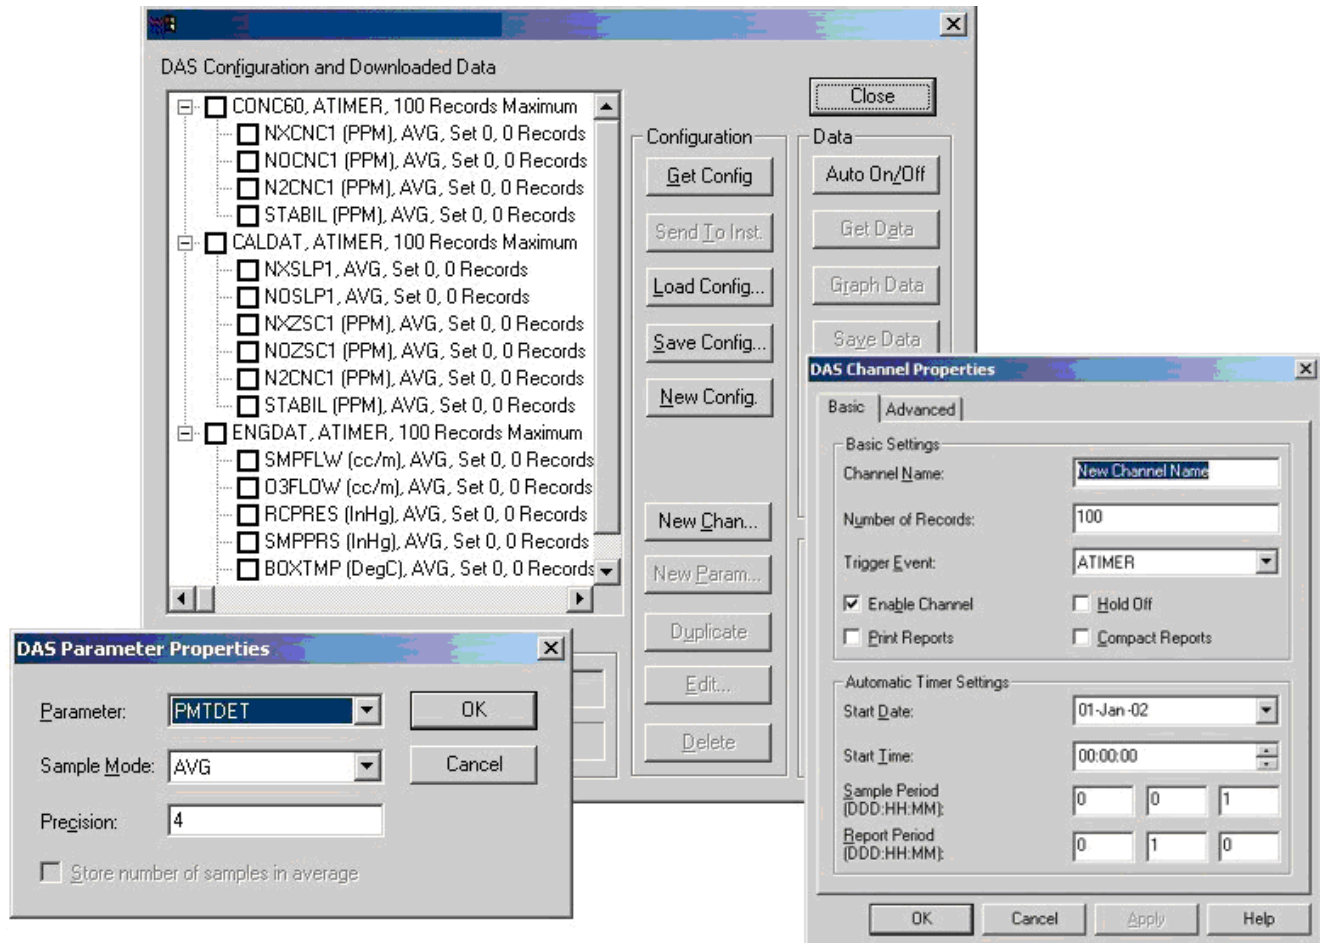 DAS Configuration and Downloaded Data
CONC60, ATIMER, 100 Records Maximum
NXCNC1 (PPM), AVG, Set 0, 0 Records
NOCNC1 (PPM), AVG, Set 0, 0 Records
N2CNC1 (PPM), AVG, Set 0, 0 Records
STABIL (PPM), AVG, Set 0, 0 Records
CALDAT, ATIMER, 100 Records Maximum
NXSLP1, AVG, Set 0, 0 Records
NOSLP1, AVG, Set 0, 0 Records
NXZSC1 (PPM), AVG, Set 0, 0 Records
NOZSC1 (PPM), AVG, Set 0, 0 Records
N2CNC1 (PPM), AVG, Set 0, 0 Records
STABIL (PPM), AVG, Set 0, 0 Records
ENGDAT, ATIMER, 100 Records Maximum
SMPFLW (cc/m), AVG, Set 0, 0 Records
O3FLOW (cc/m), AVG, Set 0, 0 Records
RCPRES (InHg), AVG, Set 0, 0 Records
SMPPRS (InHg), AVG, Set 0, 0 Records
BOXTMP (DegC), AVG, Set 0, 0 Records
Close
Configuration
Get Config
Send To Inst.
Load Config...
Save Config...
New Config.
New Chan...
New Param...
Duplicate
Edit...
Delete
Data
Auto On/Off
Get Data
Graph Data
Save Data
DAS Parameter Properties
Parameter: PMTDET
OK
Sample Mode: AVG
Cancel
Precision: 4
Store number of samples in average
DAS Channel Properties
Basic Advanced
Basic Settings
Channel Name: New Channel Name
Number of Records: 100
Trigger Event: ATIMER
Enable Channel Hold Off
Print Reports Compact Reports
Automatic Timer Settings
Start Date: 01-Jan-02
Start Time: 00:00:00
Sample Period
(DDD:HH:MM): 0 0 1
Report Period
(DDD:HH:MM): 0 1 0
OK Cancel Apply Help